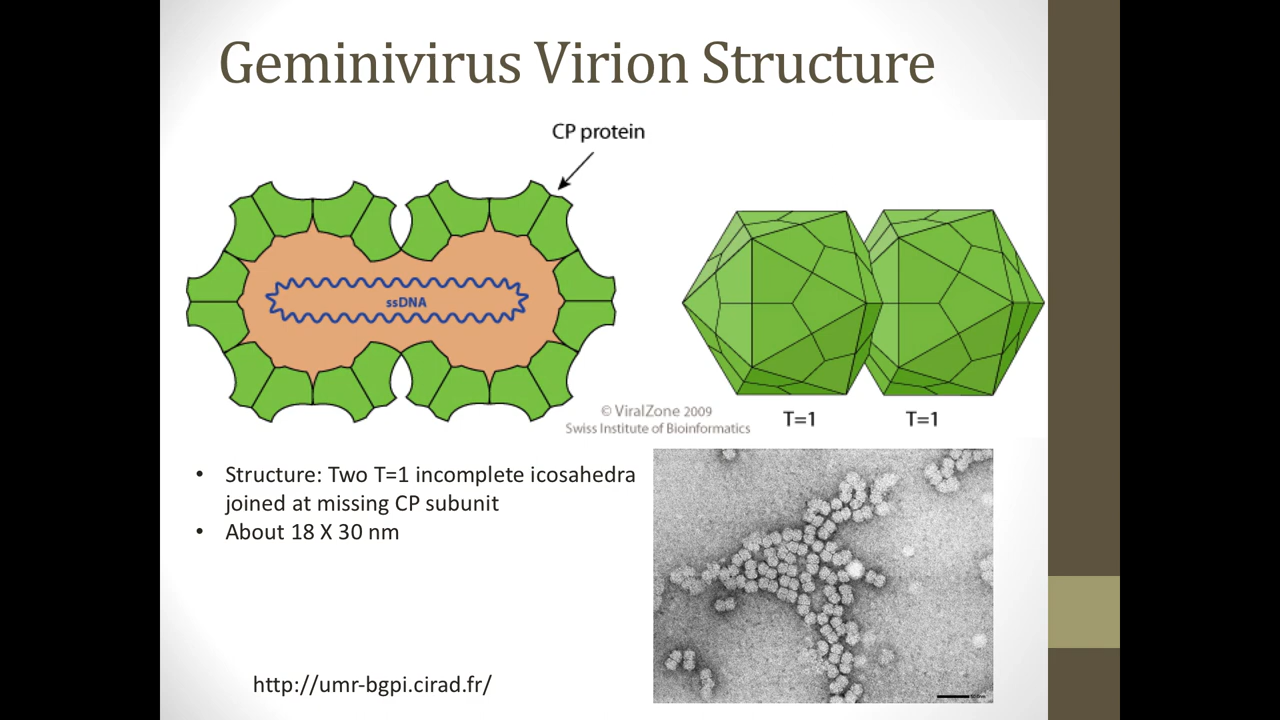 Geminivirus Virion Structure
CP protein
ssDNA
T=1 T=1
© ViralZone 2009
Swiss Institute of Bioinformatics
• Structure: Two T=1 incomplete icosahedra
joined at missing CP subunit
• About 18 X 30 nm
http://umr-bgpi.cirad.fr/